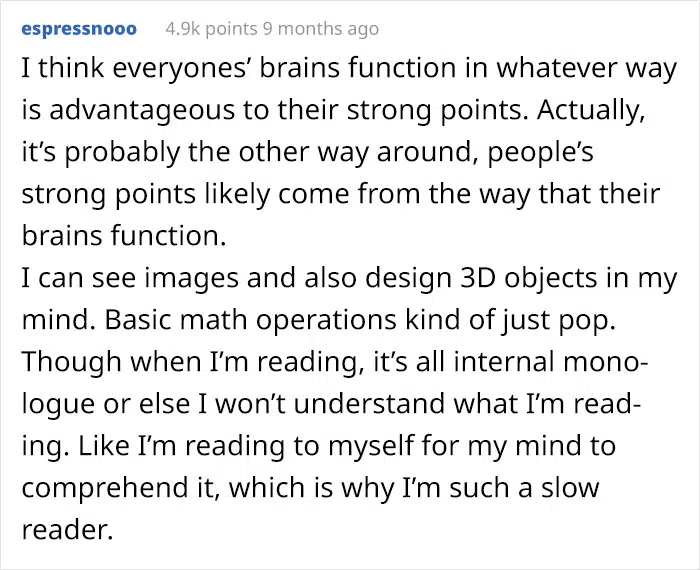 espressnooo 4.9k points 9 months ago
I think everyones’ brains function in whatever way
is advantageous to their strong points. Actually,
it’s probably the other way around, people’s
strong points likely come from the way that their
brains function.
I can see images and also design 3D objects in my
mind. Basic math operations kind of just pop.
Though when I’m reading, it’s all internal mono-
logue or else I won’t understand what I’m read-
ing. Like I’m reading to myself for my mind to
comprehend it, which is why I’m such a slow
reader.